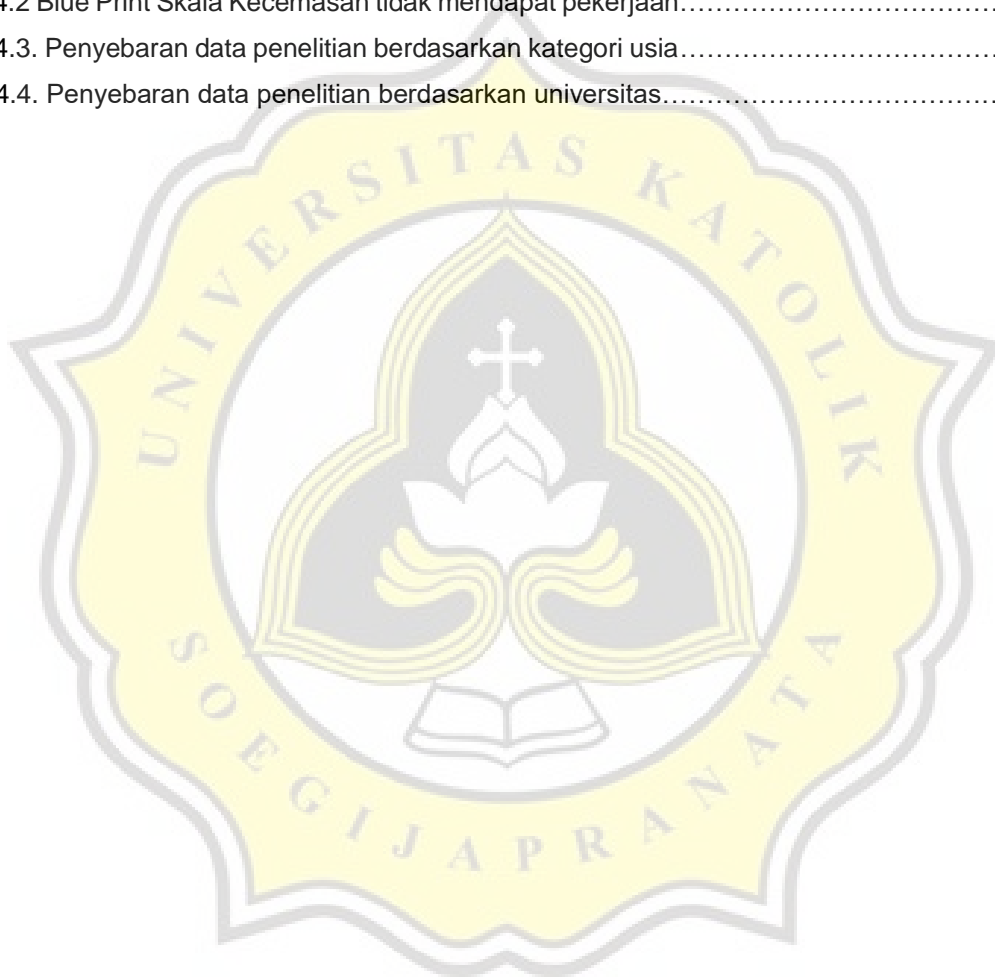 4.2 Blue Print Skala Kecemasan tidak mendapat pekerjaan……………………………
4.3. Penyebaran data penelitian berdasarkan kategori usia……………………………
4.4. Penyebaran data penelitian berdasarkan universitas………………………………
UNIVERSITAS KATOLIK
SOEGIJAPRANATA